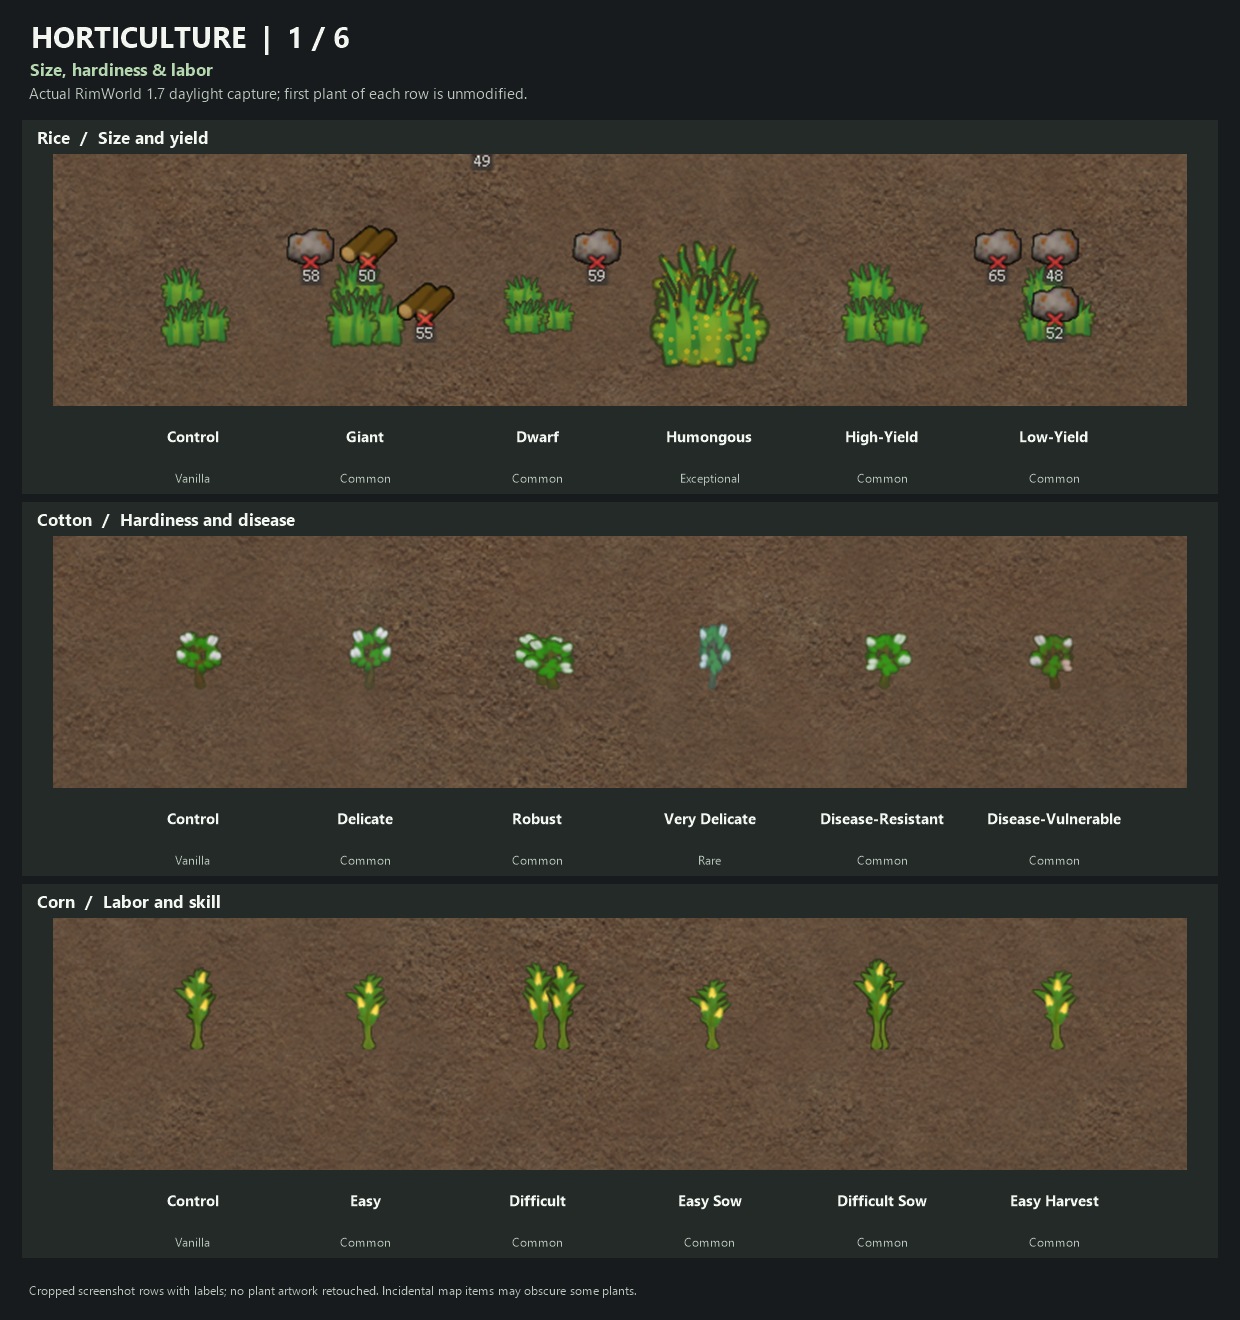 HORTICULTURE | 1 / 6
Size, hardiness & labor
Actual RimWorld 1.7 daylight capture; first plant of each row is unmodified.
Rice / Size and yield
49
58 50 59 65 48
55 52
Control Giant Dwarf Humongous High-Yield Low-Yield
Vanilla Common Common Exceptional Common Common
Cotton / Hardiness and disease
Control Delicate Robust Very Delicate Disease-Resistant Disease-Vulnerable
Vanilla Common Common Rare Common Common
Corn / Labor and skill
Control Easy Difficult Easy Sow Difficult Sow Easy Harvest
Vanilla Common Common Common Common Common
Cropped screenshot rows with labels; no plant artwork retouched. Incidental map items may obscure some plants.